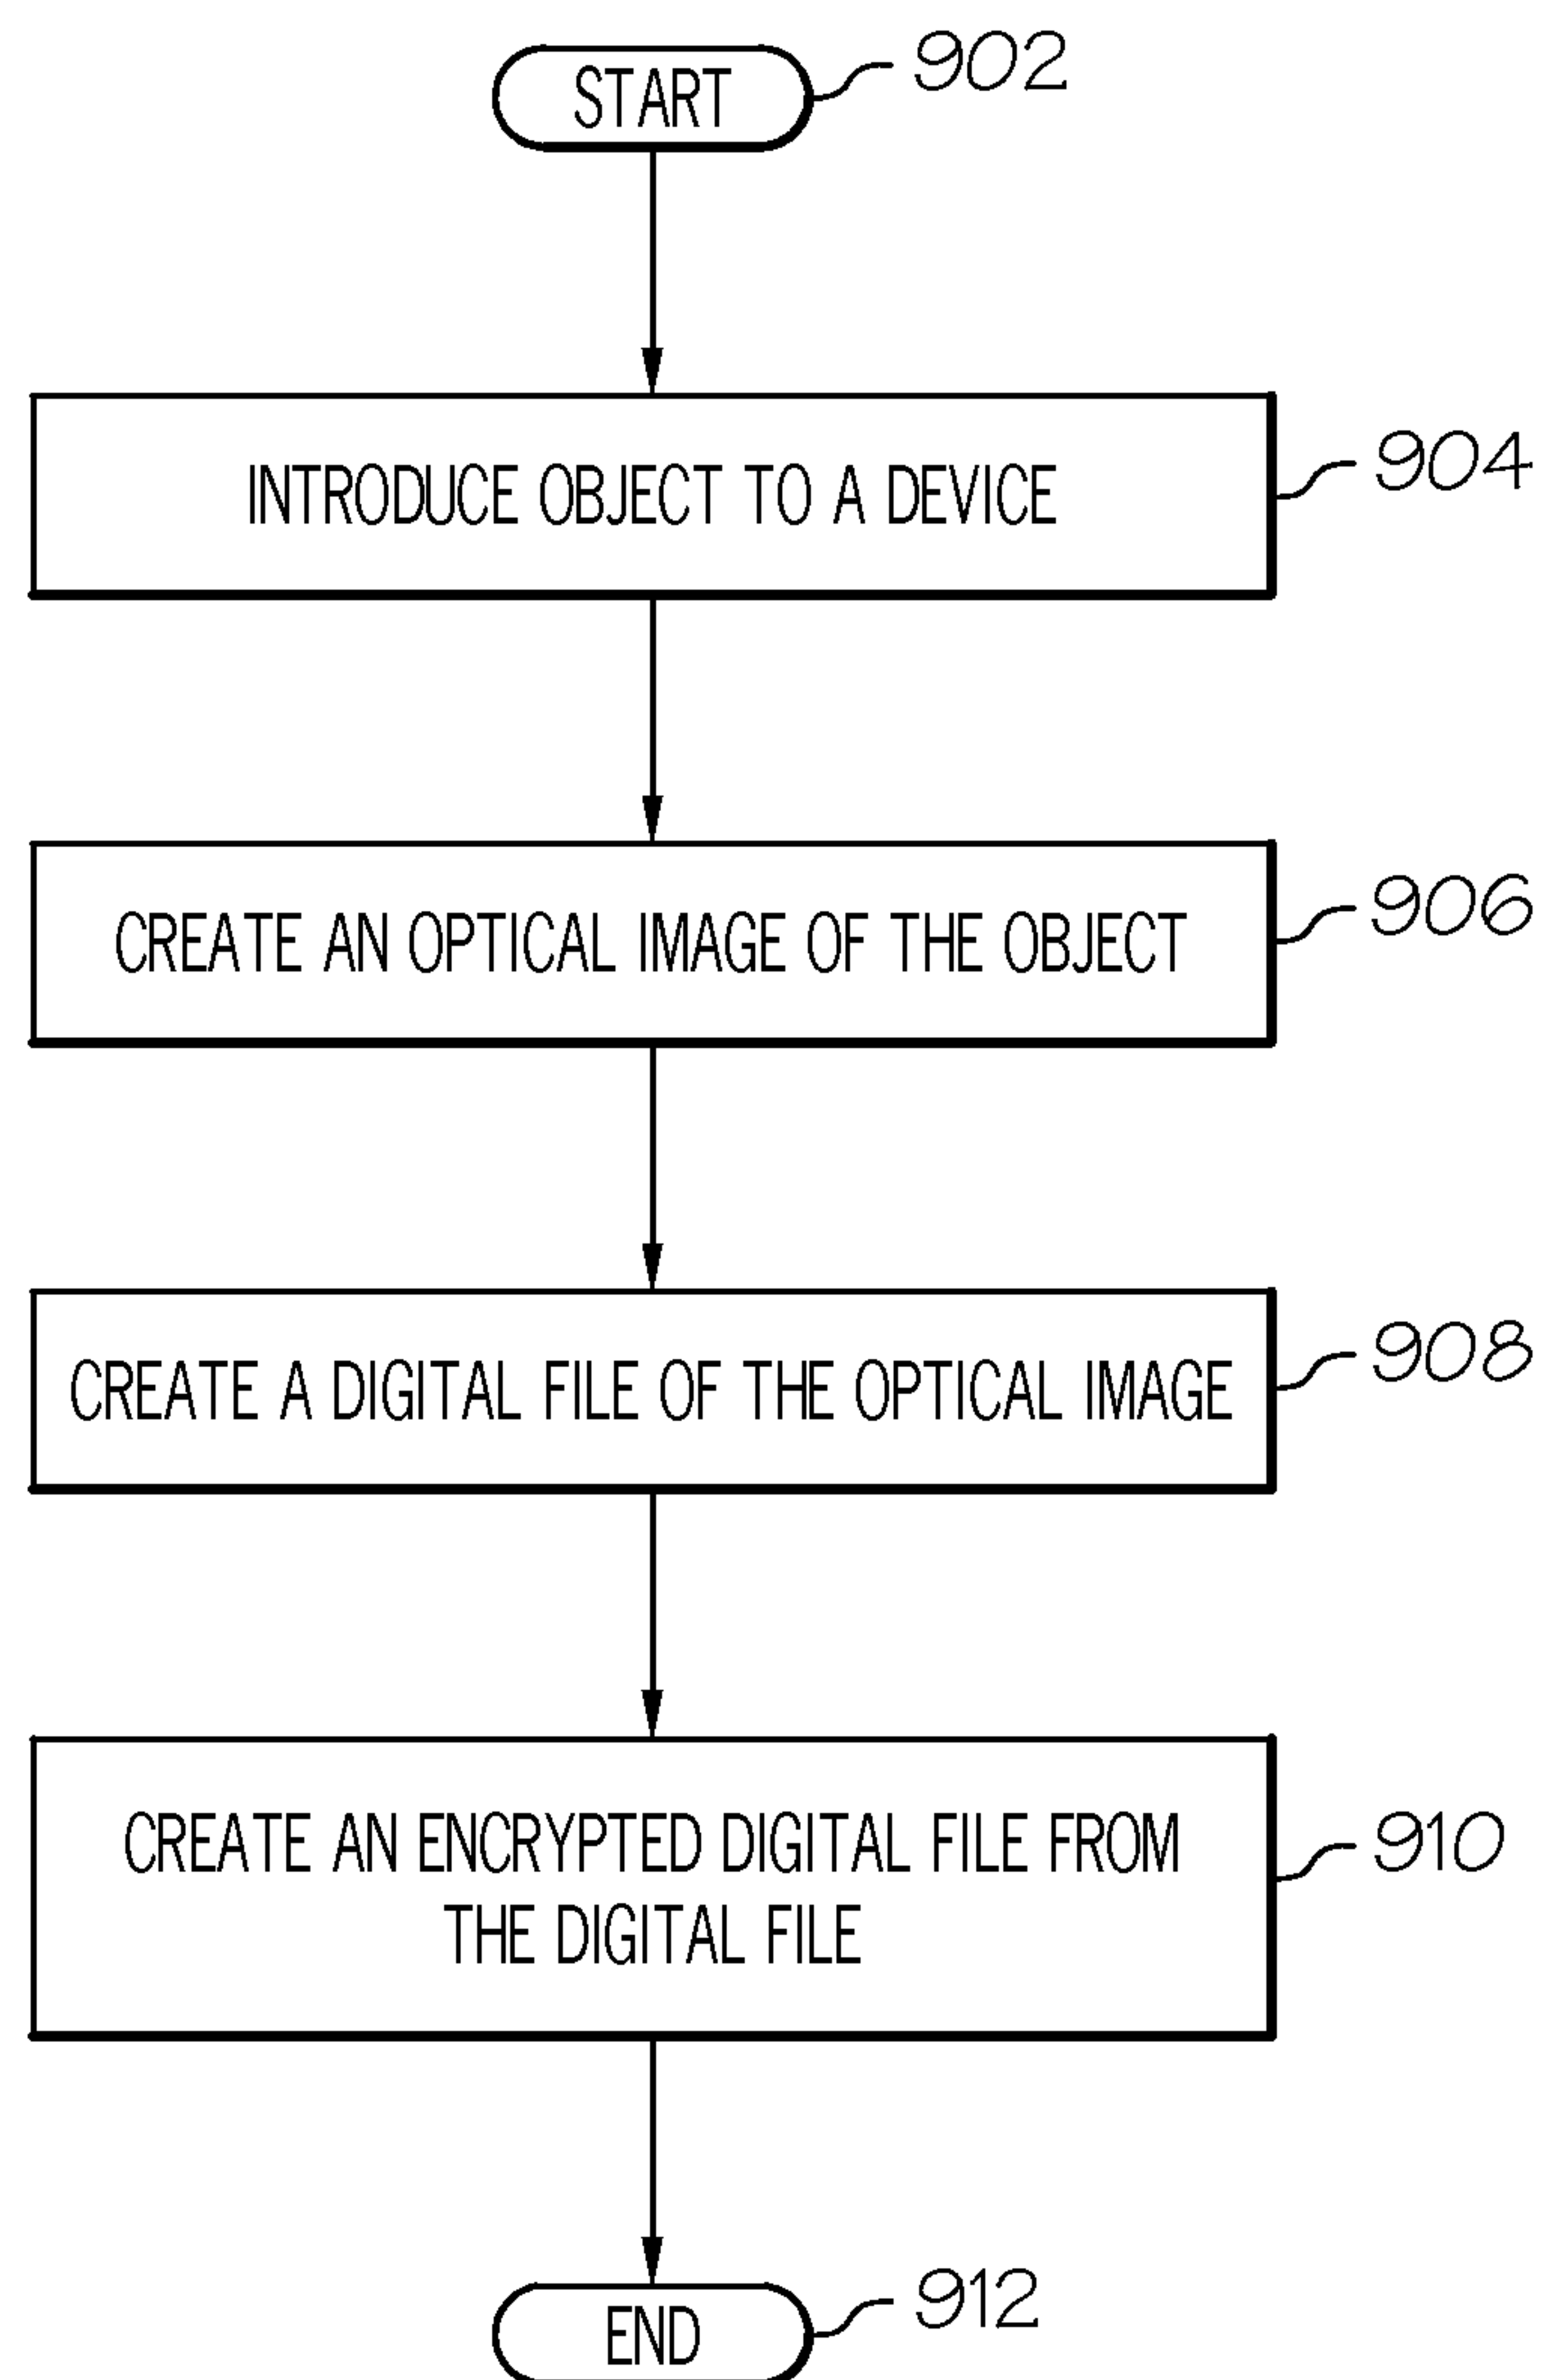 START 902
INTRODUCE OBJECT TO A DEVICE 904
CREATE AN OPTICAL IMAGE OF THE OBJECT 906
CREATE A DIGITAL FILE OF THE OPTICAL IMAGE 908
CREATE AN ENCRYPTED DIGITAL FILE FROM 910
THE DIGITAL FILE
END 912